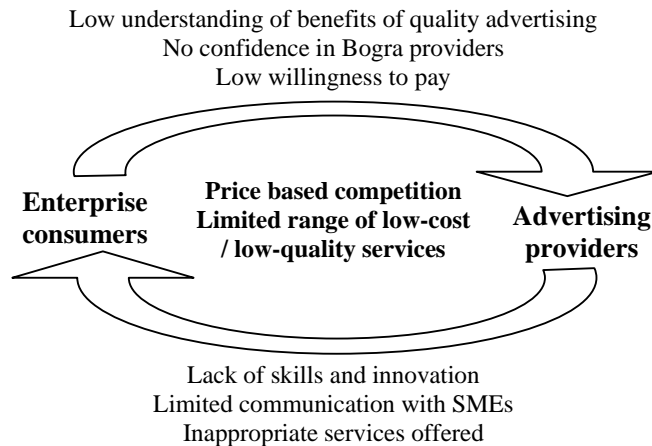 Low understanding of benefits of quality advertising
No confidence in Bogra providers
Low willingness to pay
Enterprise
consumers
Price based competition
Limited range of low-cost
/ low-quality services
Advertising
providers
Lack of skills and innovation
Limited communication with SMEs
Inappropriate services offered